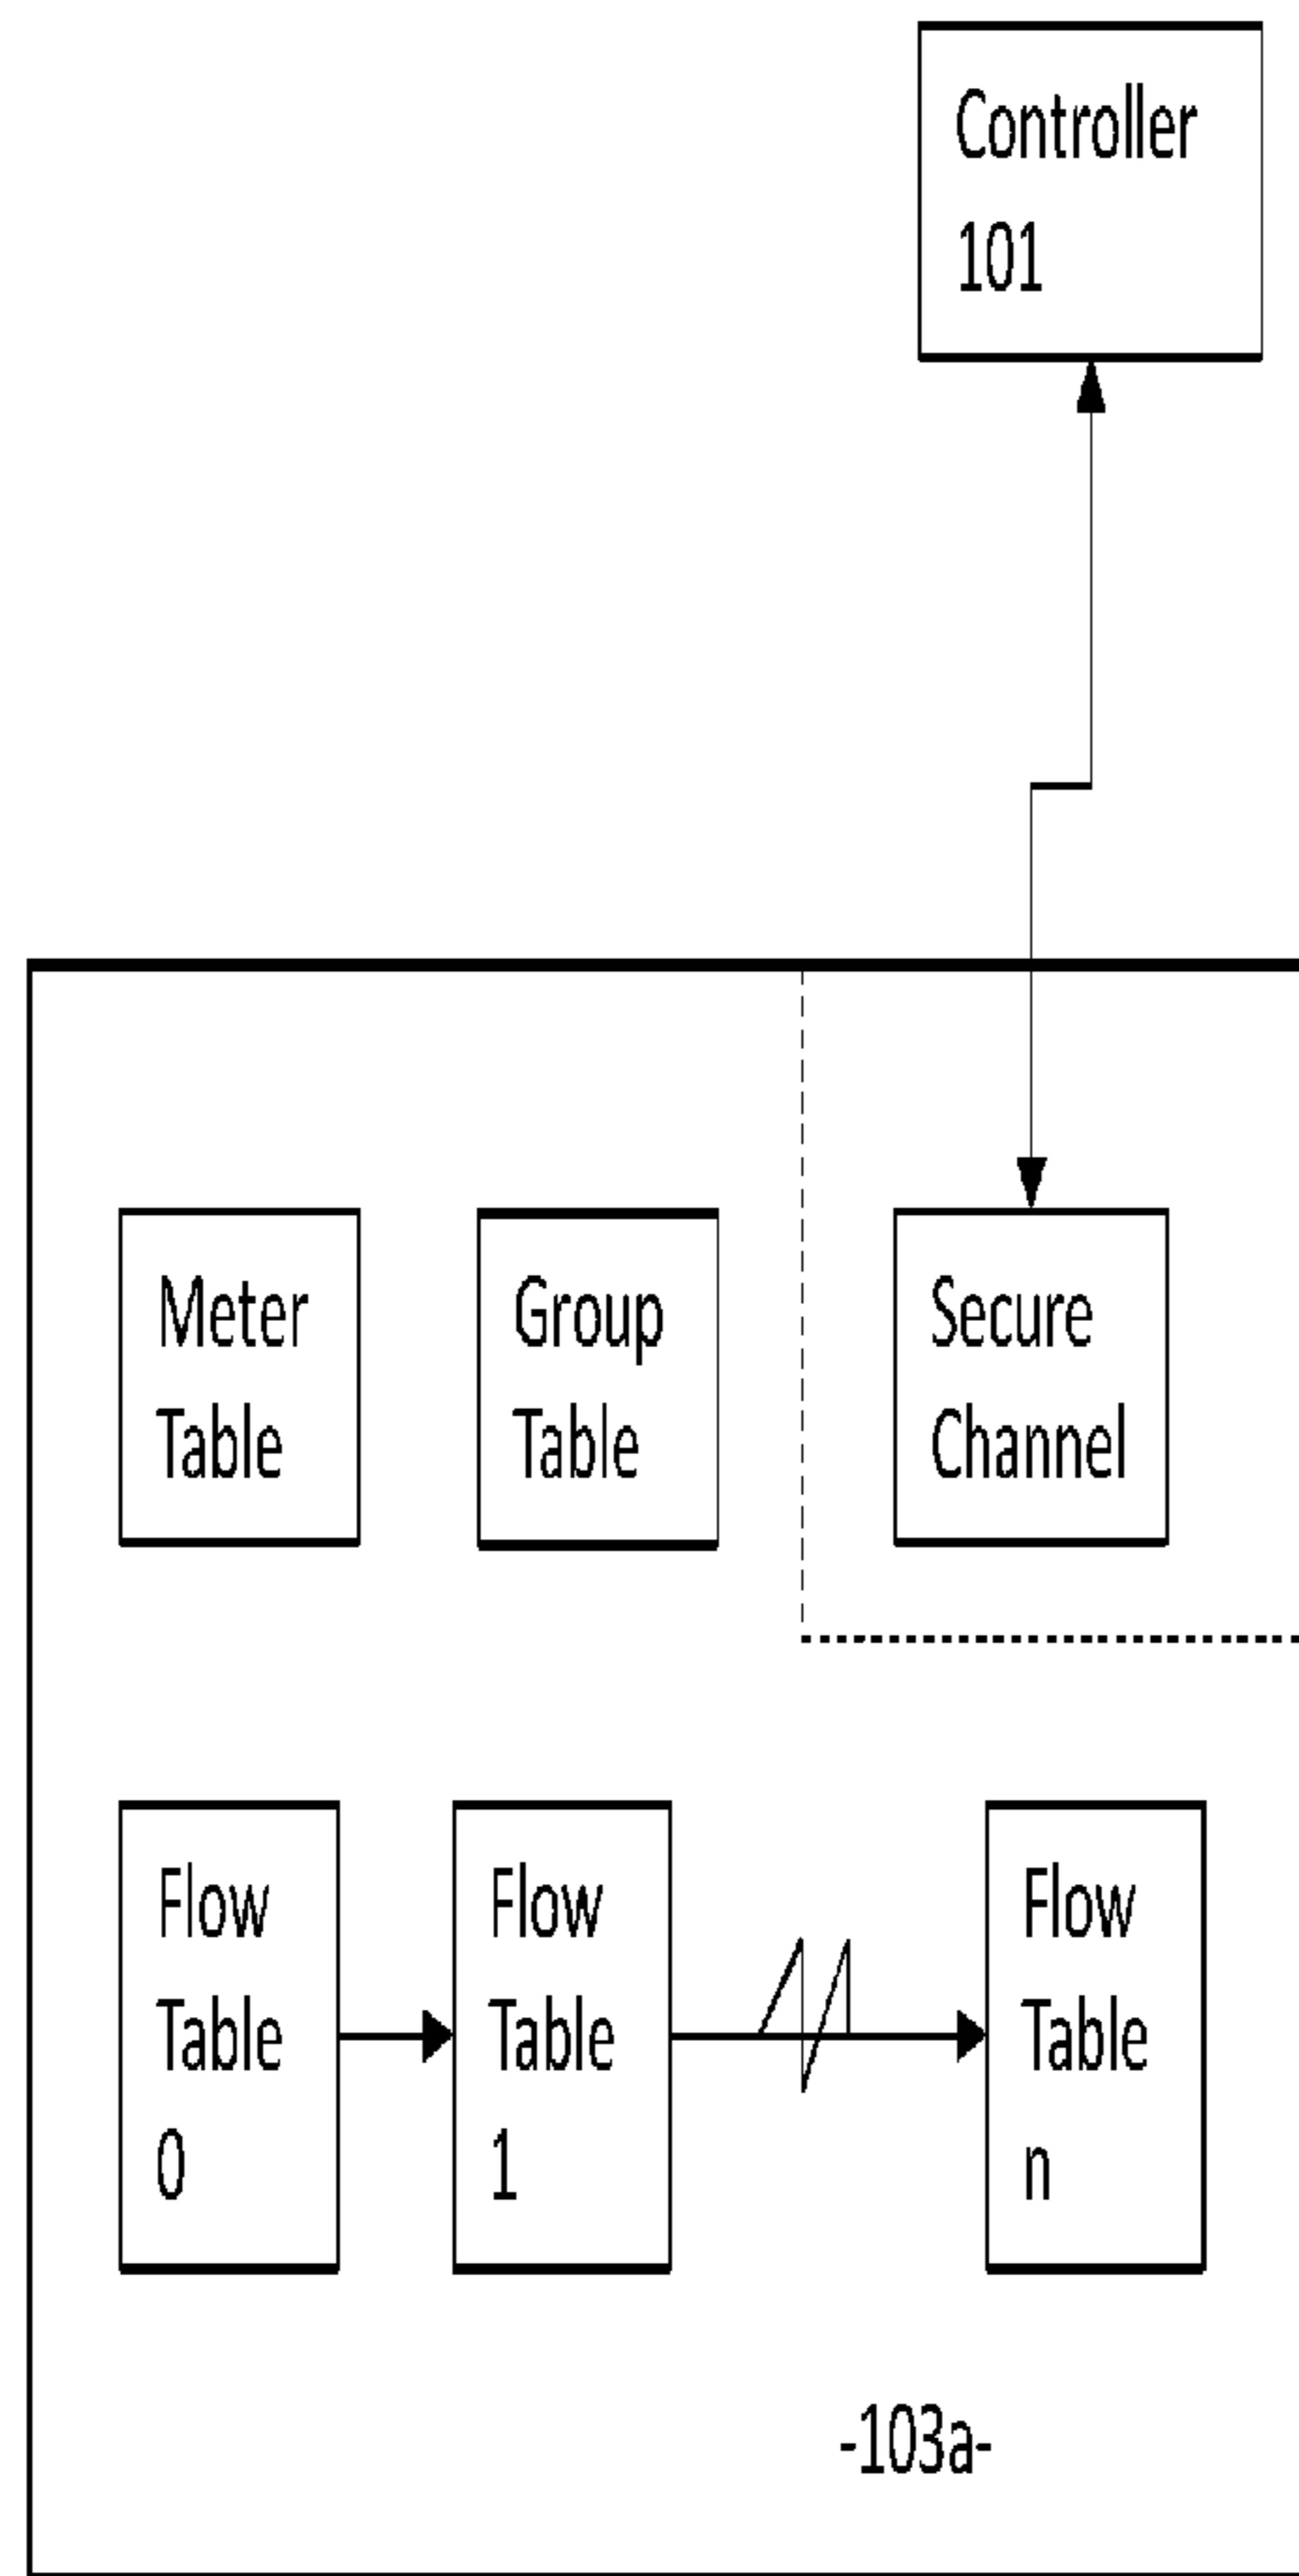 Controller
101
Meter
Table
Group
Table
Secure
Channel
Flow
Table
0
Flow
Table
1
Flow
Table
n
-103a-